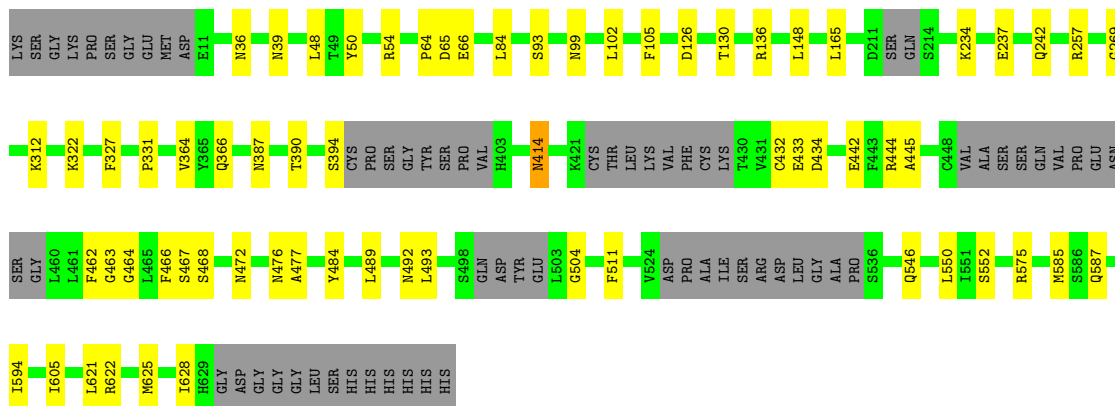 LYS SER GLY LYS PRO SER GLY GLU MET ASP E11 N36 N39 L48 T49 Y50 R54 P64 D65 E66 L84 S93 N99 L102 F105 D126 T130 R136 L148 L165 D211 SER GLN S214 K234 E237 Q242 R257
K312 K322 F327 P331 V364 Y365 Q366 N387 T390 S394 CYS PRO SER GLY TYR SER PRO VAL H403 N414 K421 CYS THR LEU LYS VAL PHE CYS LYS T430 V431 C432 E433 D434 E442 F443 R444 A445 C448 VAL ALA SER SER GLN VAL PRO GLU ASN
SER GLY L460 L461 F462 G463 G464 L465 F466 S467 S468 N472 N476 A477 Y484 L489 N492 L493 S498 GLN ASP TYR GLU L503 G504 F511 V524 ASP PRO ALA ILE SER ARG ASP LEU GLY ALA PRO S536 Q546 L550 I551 S552 R575 M585 S586 Q587
I594 I605 L621 R622 M625 I628 H629 GLY ASP GLY GLY GLY LEU SER HIS HIS HIS HIS HIS HIS